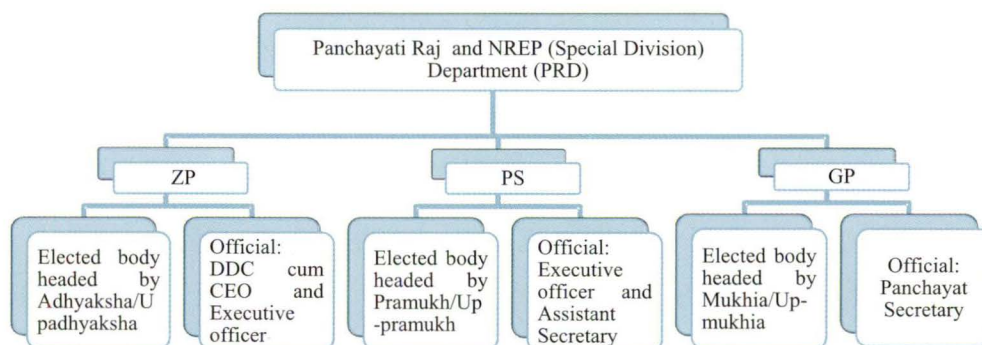 Panchayati Raj and NREP (Special Division)
Department (PRD)
ZP
PS
GP
Elected body
headed by
Adhyaksha/U
padhyaksha
Official:
DDC cum
CEO and
Executive
officer
Elected body
headed by
Pramukh/Up
-pramukh
Official:
Executive
officer and
Assistant
Secretary
Elected body
headed by
Mukhia/Up-
mukhia
Official:
Panchayat
Secretary